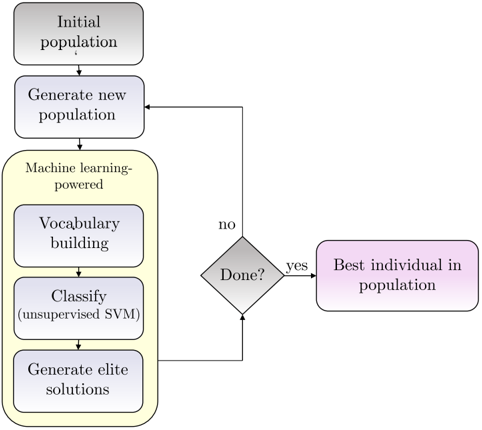 Initial
population
Generate new
population
Machine learning-
powered
Vocabulary
building
Classify
(unsupervised SVM)
Generate elite
solutions
no
Done?
yes
Best individual in
population